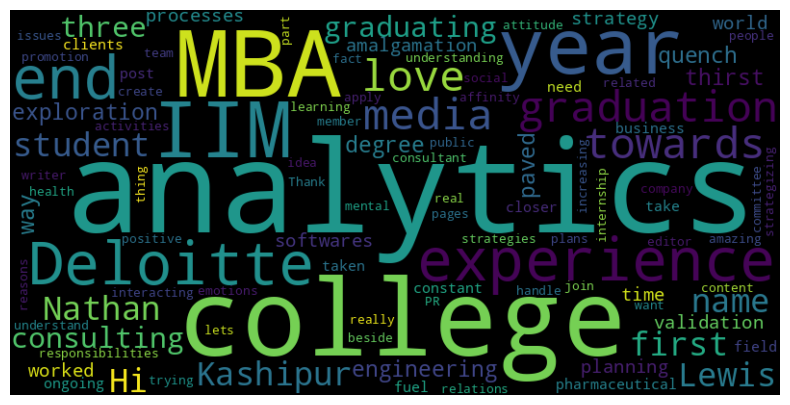 three processes graduating attitude strategy world
issues clients MBA part amalgamation year people
promotion team fact understanding quench
end post love social need related thirst
create learning apply affinity
exploration IIM media graduation
activities member public business
student degree towards
writer idea consultant paved increasing company
health thing Thank mental real closer internship take committee strategizing
way analytics pages
positive softwares strategies plans editor amazing
reasons Deloitte taken experience
interacting emotions constant handle join content
Nathan college PR time want name
understand lets really validation
consulting beside first field
responsibilities engineering planning
worked Hi Kashipur fuel relations pharmaceutical Lewis
ongoing trying